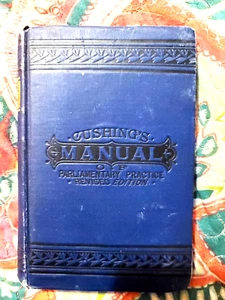 CUSHING'S
MANUAL
OF
PARLIAMENTARY PRACTICE
REVISED EDITION